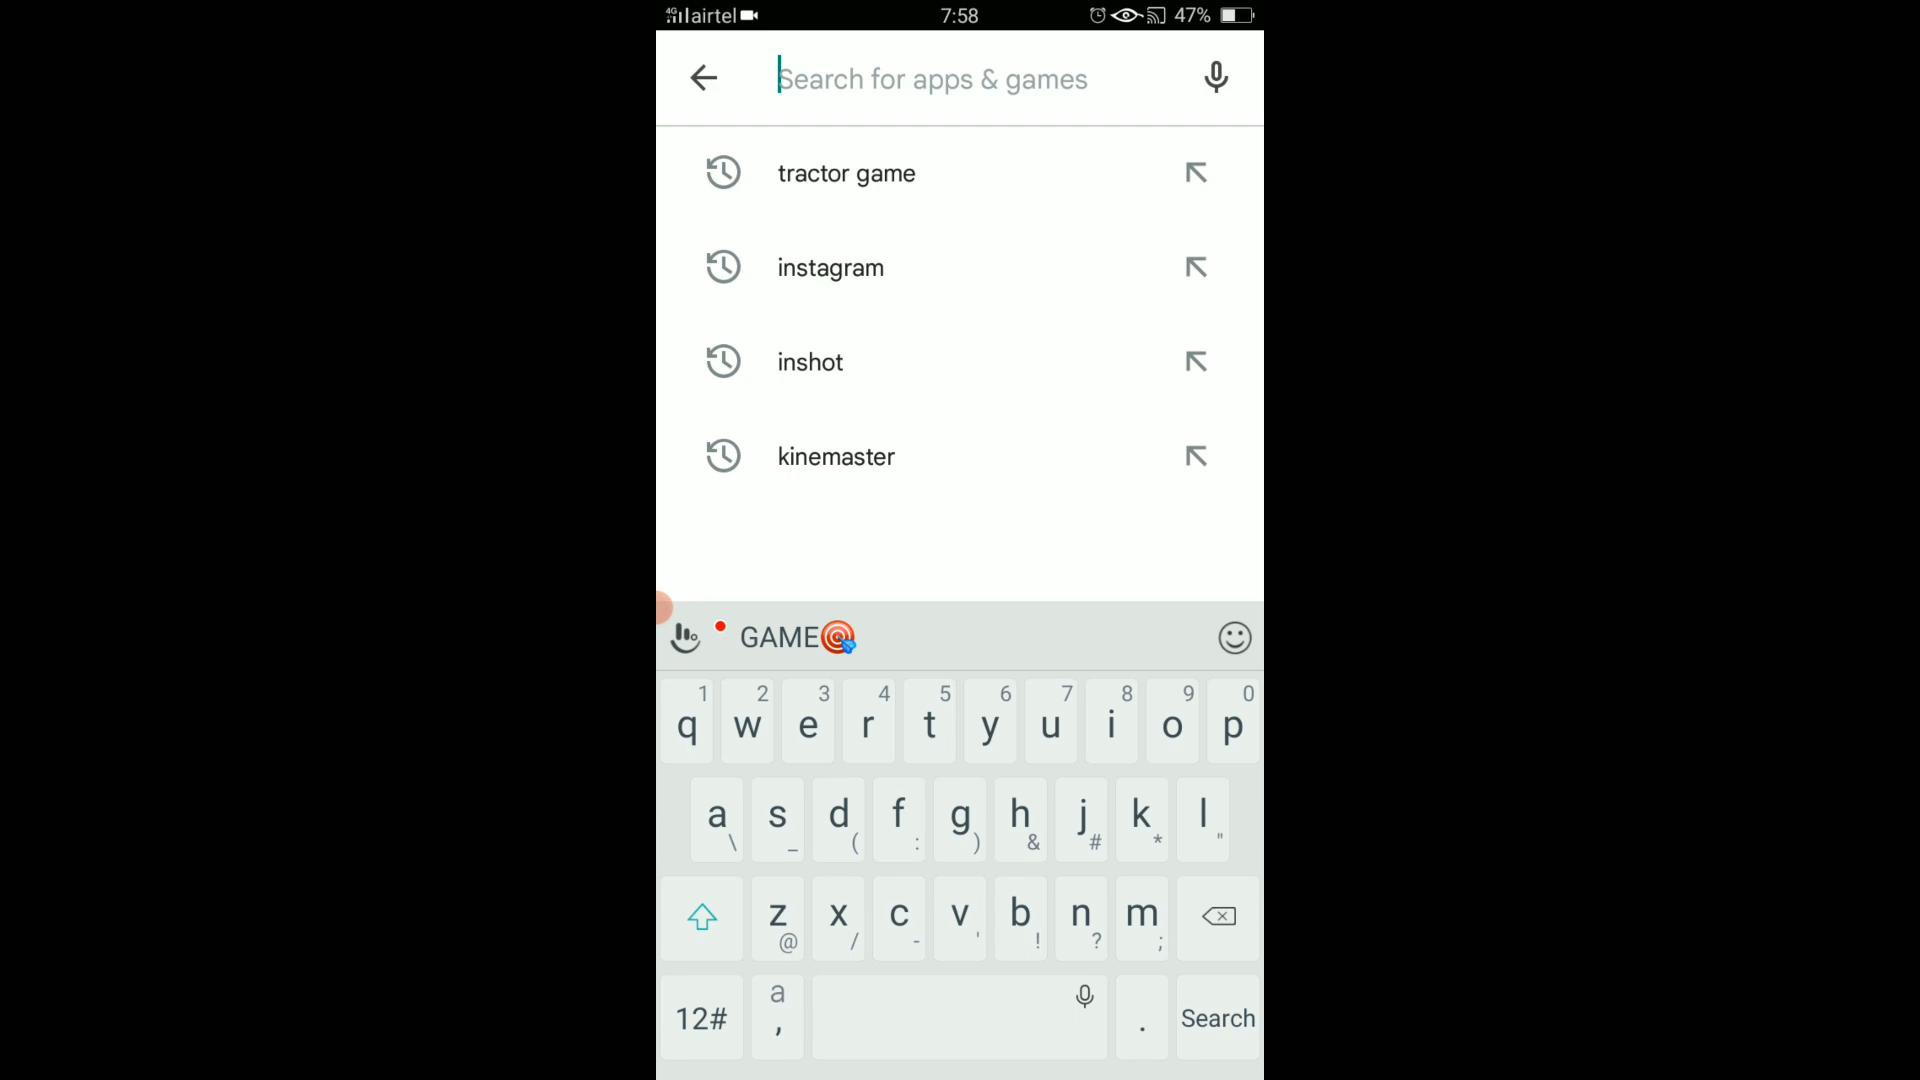 4G airtel 7:58 47%
Search for apps & games
tractor game
instagram
inshot
kinemaster
GAME🎯
1 2 3 4 5 6 7 8 9 0
q w e r t y u i o p
a s d f g h j k l
\ _ ( : ) & # * "
z x c v b n m
@ / - ' ! ? ;
a
12# , . Search